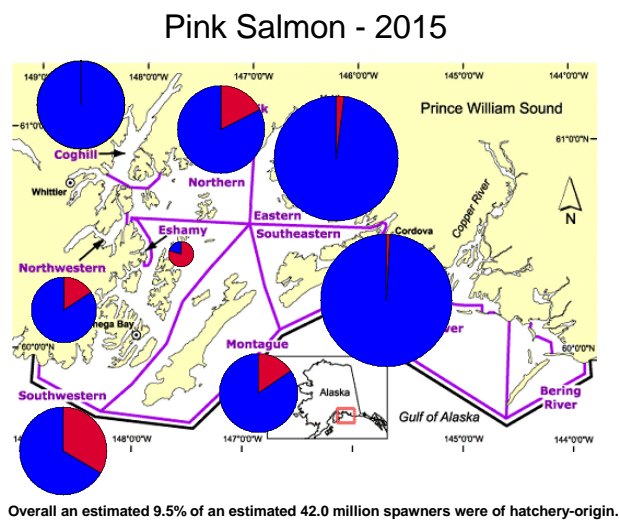 Pink Salmon - 2015
149°0'0"W 148°0'0"W 147°0'0"W 146°0'0"W 145°0'0"W 144°0'0"W
Prince William Sound
61°0'0"N 61°0'0"N
Coghill
Whittier
Northern
Copper River
N
Eastern
Eshamy
Southeastern
Cordova
Northwestern
nega Bay
Montague
ver
60°0'0"N 60°0'0"N
Southwestern
Alaska
Bering
River
Gulf of Alaska
148°0'0"W 147°0'0"W 145°0'0"W 144°0'0"W
Overall an estimated 9.5% of an estimated 42.0 million spawners were of hatchery-origin.